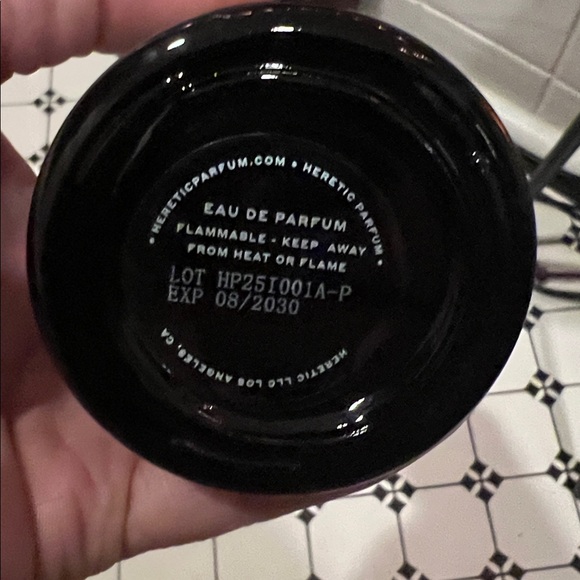 • HERETICPARFUM.COM • HERETIC PARFUM •
EAU DE PARFUM
FLAMMABLE - KEEP AWAY
FROM HEAT OR FLAME
LOT HP25I001A-P
EXP 08/2030
HERETIC LLC LOS ANGELES, CA